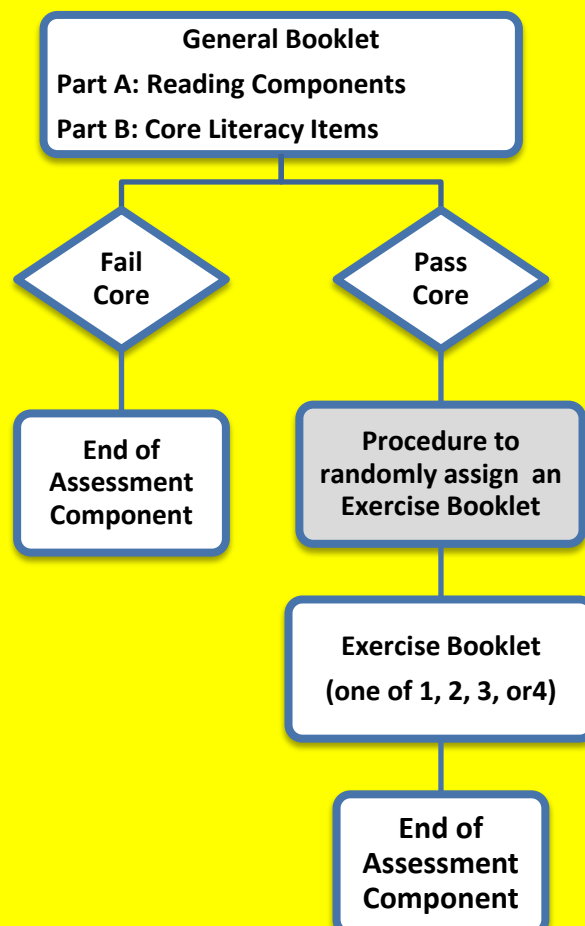 General Booklet
Part A: Reading Components
Part B: Core Literacy Items
Fail
Core
Pass
Core
End of
Assessment
Component
Procedure to
randomly assign an
Exercise Booklet
Exercise Booklet
(one of 1, 2, 3, or4)
End of
Assessment
Component